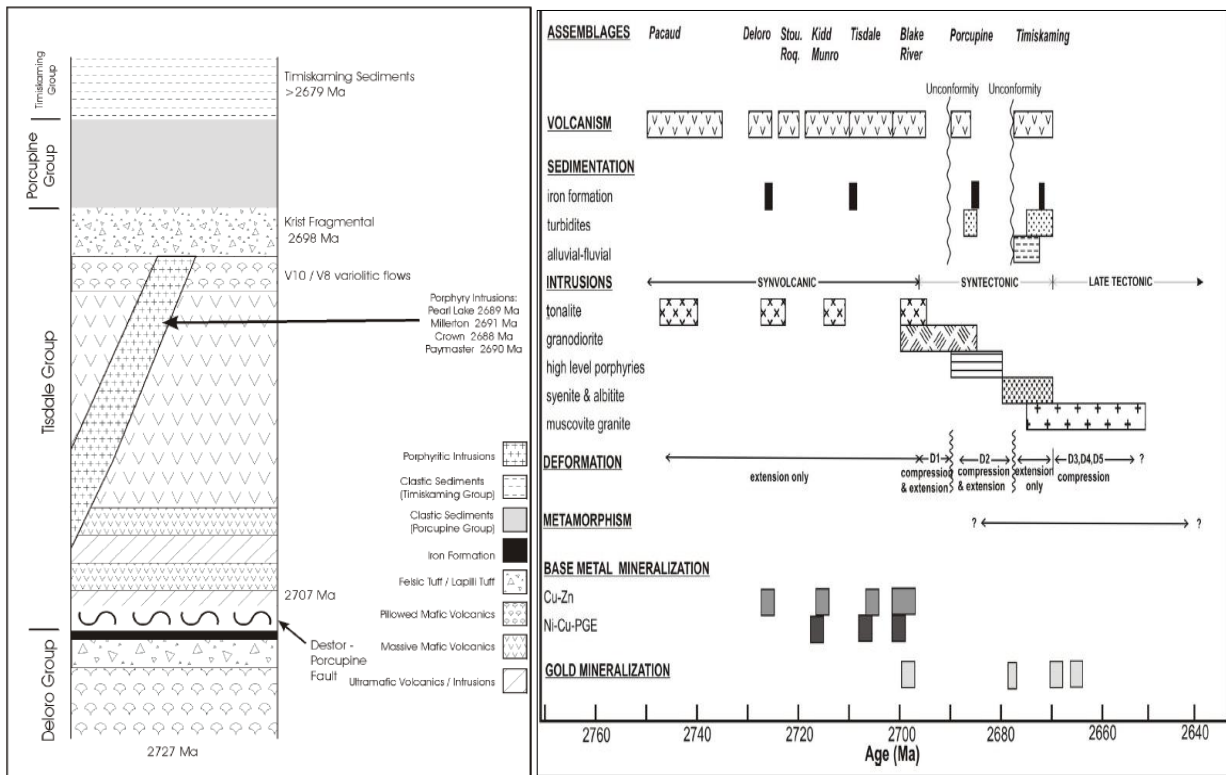 Timiskaming
Group
Porcupine
Group
Tisdale Group
Deloro Group
Timiskaming Sediments
>2679 Ma
Krist Fragmental
2698 Ma
V10 / V8 variolitic flows
Porphyry Intrusions:
Pearl Lake 2689 Ma
Millerton 2691 Ma
Crown 2688 Ma
Paymaster 2690 Ma
Porphyritic Intrusions
Clastic Sediments
(Timiskaming Group)
Clastic Sediments
(Porcupine Group)
Iron Formation
Felsic Tuff / Lapilli Tuff
Pillowed Mafic Volcanics
Massive Mafic Volcanics
Ultramafic Volcanics / Intrusions
2707 Ma
Destor -
Porcupine
Fault
2727 Ma
ASSEMBLAGES
Pacaud
Deloro
Stou.
Roq.
Kidd
Munro
Tisdale
Blake
River
Porcupine
Timiskaming
Unconformity
Unconformity
VOLCANISM
SEDIMENTATION
iron formation
turbidites
alluvial-fluvial
INTRUSIONS
SYNVOLCANIC
SYNTECTONIC
LATE TECTONIC
tonalite
granodiorite
high level porphyries
syenite & albitite
muscovite granite
DEFORMATION
extension only
D1
compression
& extension
D2
compression
& extension
extension
only
D3,D4,D5
compression
?
METAMORPHISM
?
?
BASE METAL MINERALIZATION
Cu-Zn
Ni-Cu-PGE
GOLD MINERALIZATION
2760
2740
2720
2700
2680
2660
2640
Age (Ma)